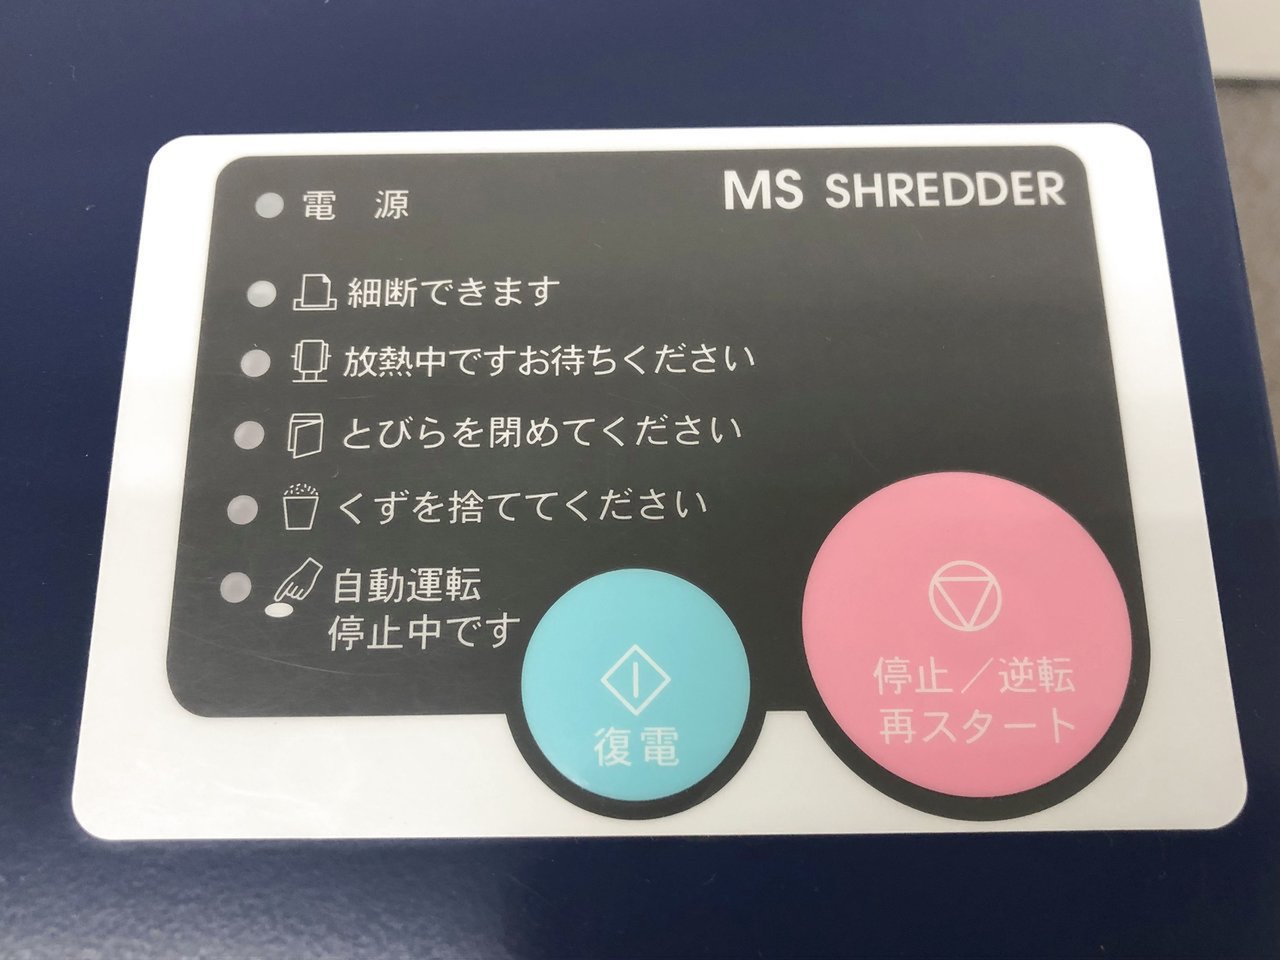 電　源
MS SHREDDER
細断できます
放熱中ですお待ちください
とびらを閉めてください
くずを捨ててください
自動運転
停止中です
復電
停止／逆転
再スタート